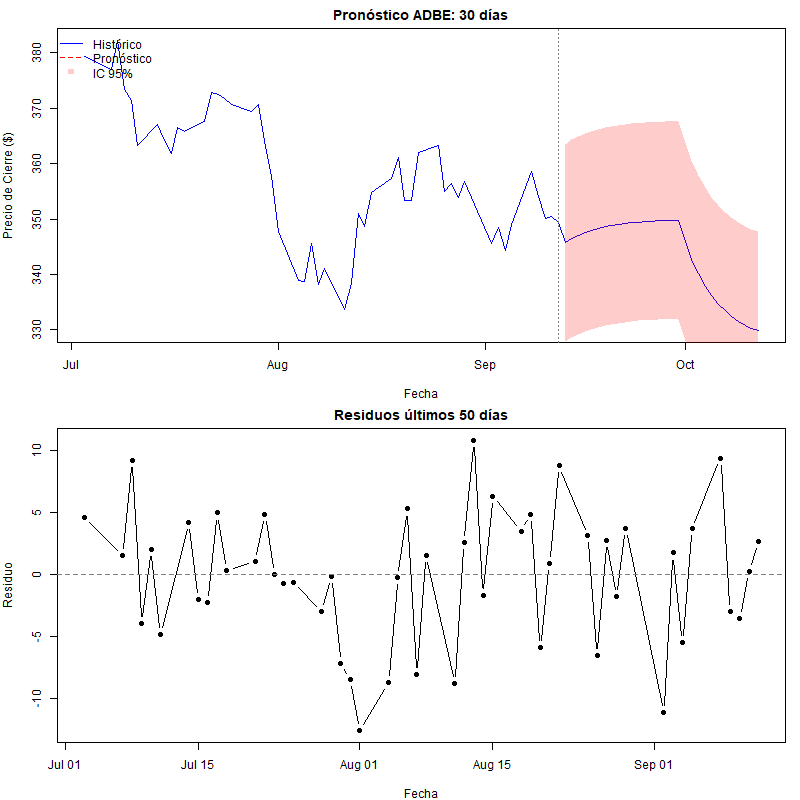 Pronóstico ADBE: 30 días
Histórico
Pronóstico
IC 95%
Precio de Cierre ($)
380
370
360
350
340
330
Jul
Aug
Sep
Oct
Fecha
Residuos últimos 50 días
Residuo
10
5
0
-5
-10
Jul 01
Jul 15
Aug 01
Aug 15
Sep 01
Fecha